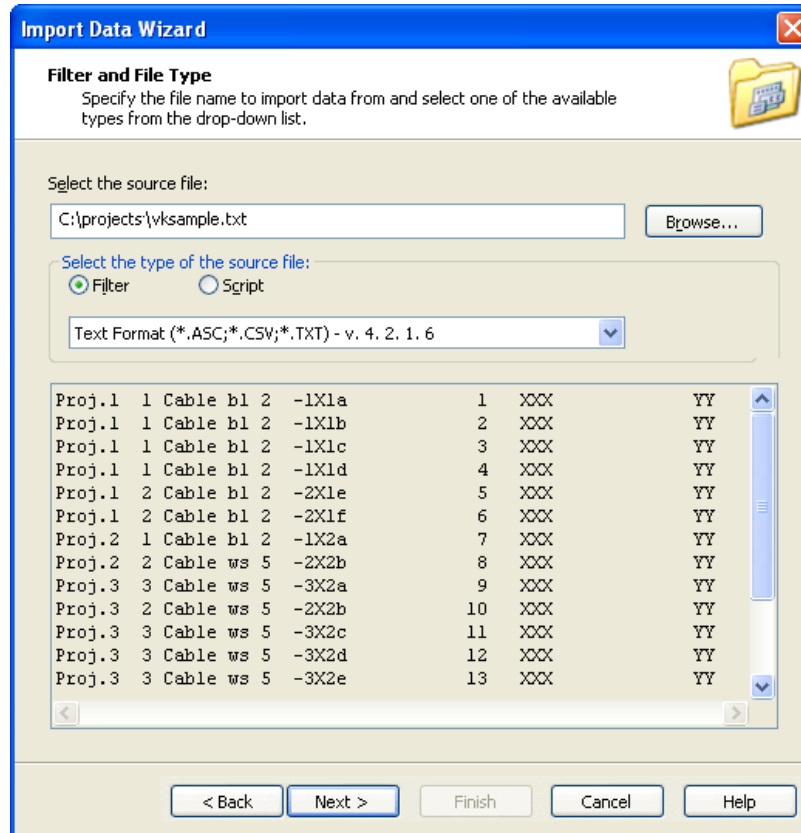 Import Data Wizard
Filter and File Type
Specify the file name to import data from and select one of the available
types from the drop-down list.
Select the source file:
C:\projects\vksample.txt
Browse...
Select the type of the source file:
Filter Script
Text Format (*.ASC;*.CSV;*.TXT) - v. 4. 2. 1. 6
Proj.1 1 Cable bl 2 -1X1a 1 XXX YY
Proj.1 1 Cable bl 2 -1X1b 2 XXX YY
Proj.1 1 Cable bl 2 -1X1c 3 XXX YY
Proj.1 1 Cable bl 2 -1X1d 4 XXX YY
Proj.1 2 Cable bl 2 -2X1e 5 XXX YY
Proj.1 2 Cable bl 2 -2X1f 6 XXX YY
Proj.2 1 Cable bl 2 -1X2a 7 XXX YY
Proj.2 2 Cable ws 5 -2X2b 8 XXX YY
Proj.3 3 Cable ws 5 -3X2a 9 XXX YY
Proj.3 2 Cable ws 5 -2X2b 10 XXX YY
Proj.3 3 Cable ws 5 -3X2c 11 XXX YY
Proj.3 3 Cable ws 5 -3X2d 12 XXX YY
Proj.3 3 Cable ws 5 -3X2e 13 XXX YY
< Back Next > Finish Cancel Help